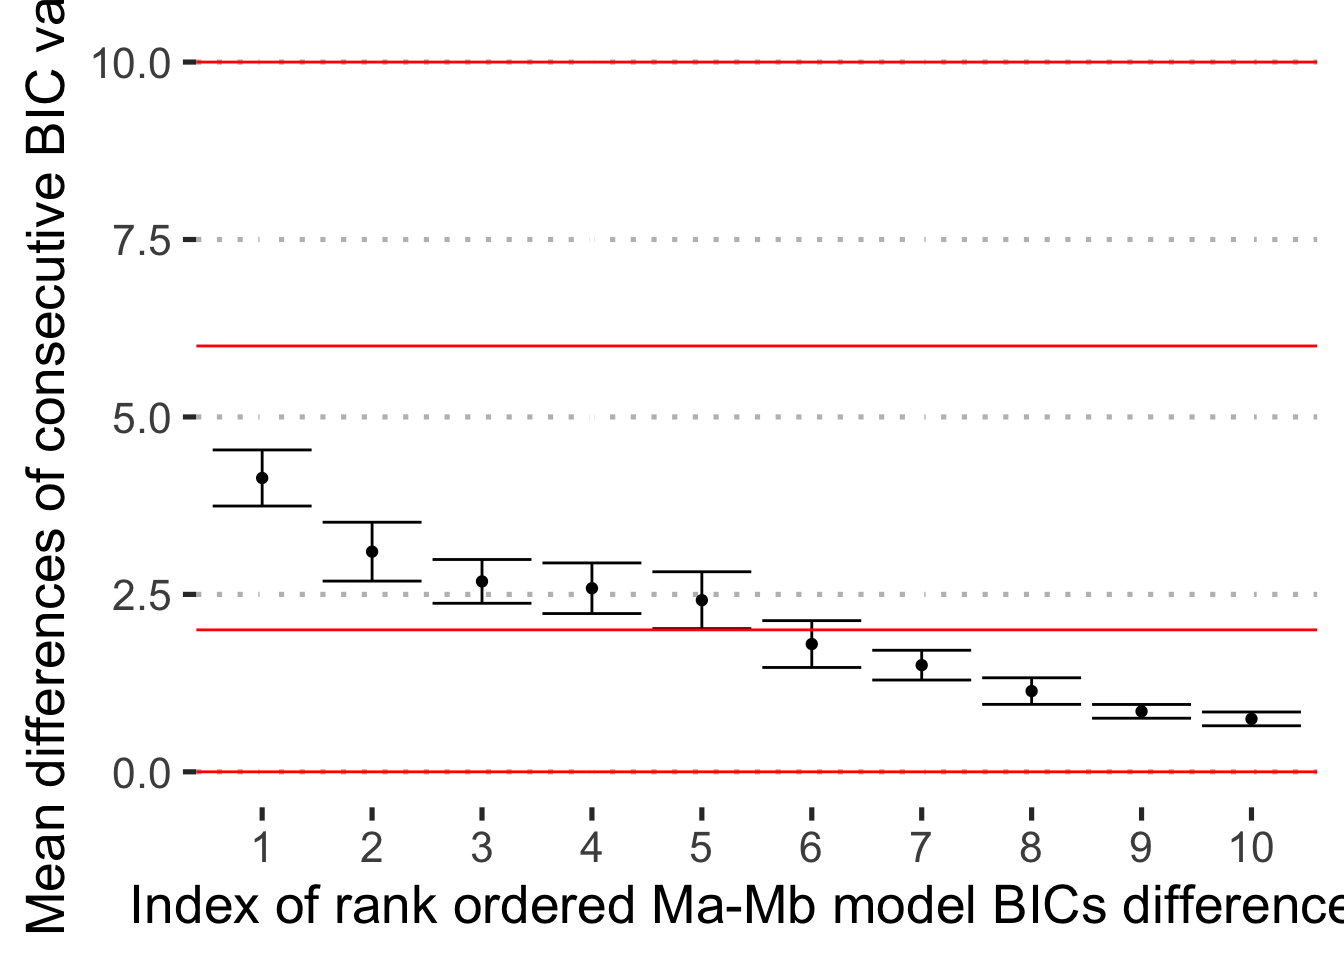 Mean differences of consecutive BIC va
10.0
7.5
5.0
2.5
0.0
1 2 3 4 5 6 7 8 9 10
Index of rank ordered Ma-Mb model BICs difference